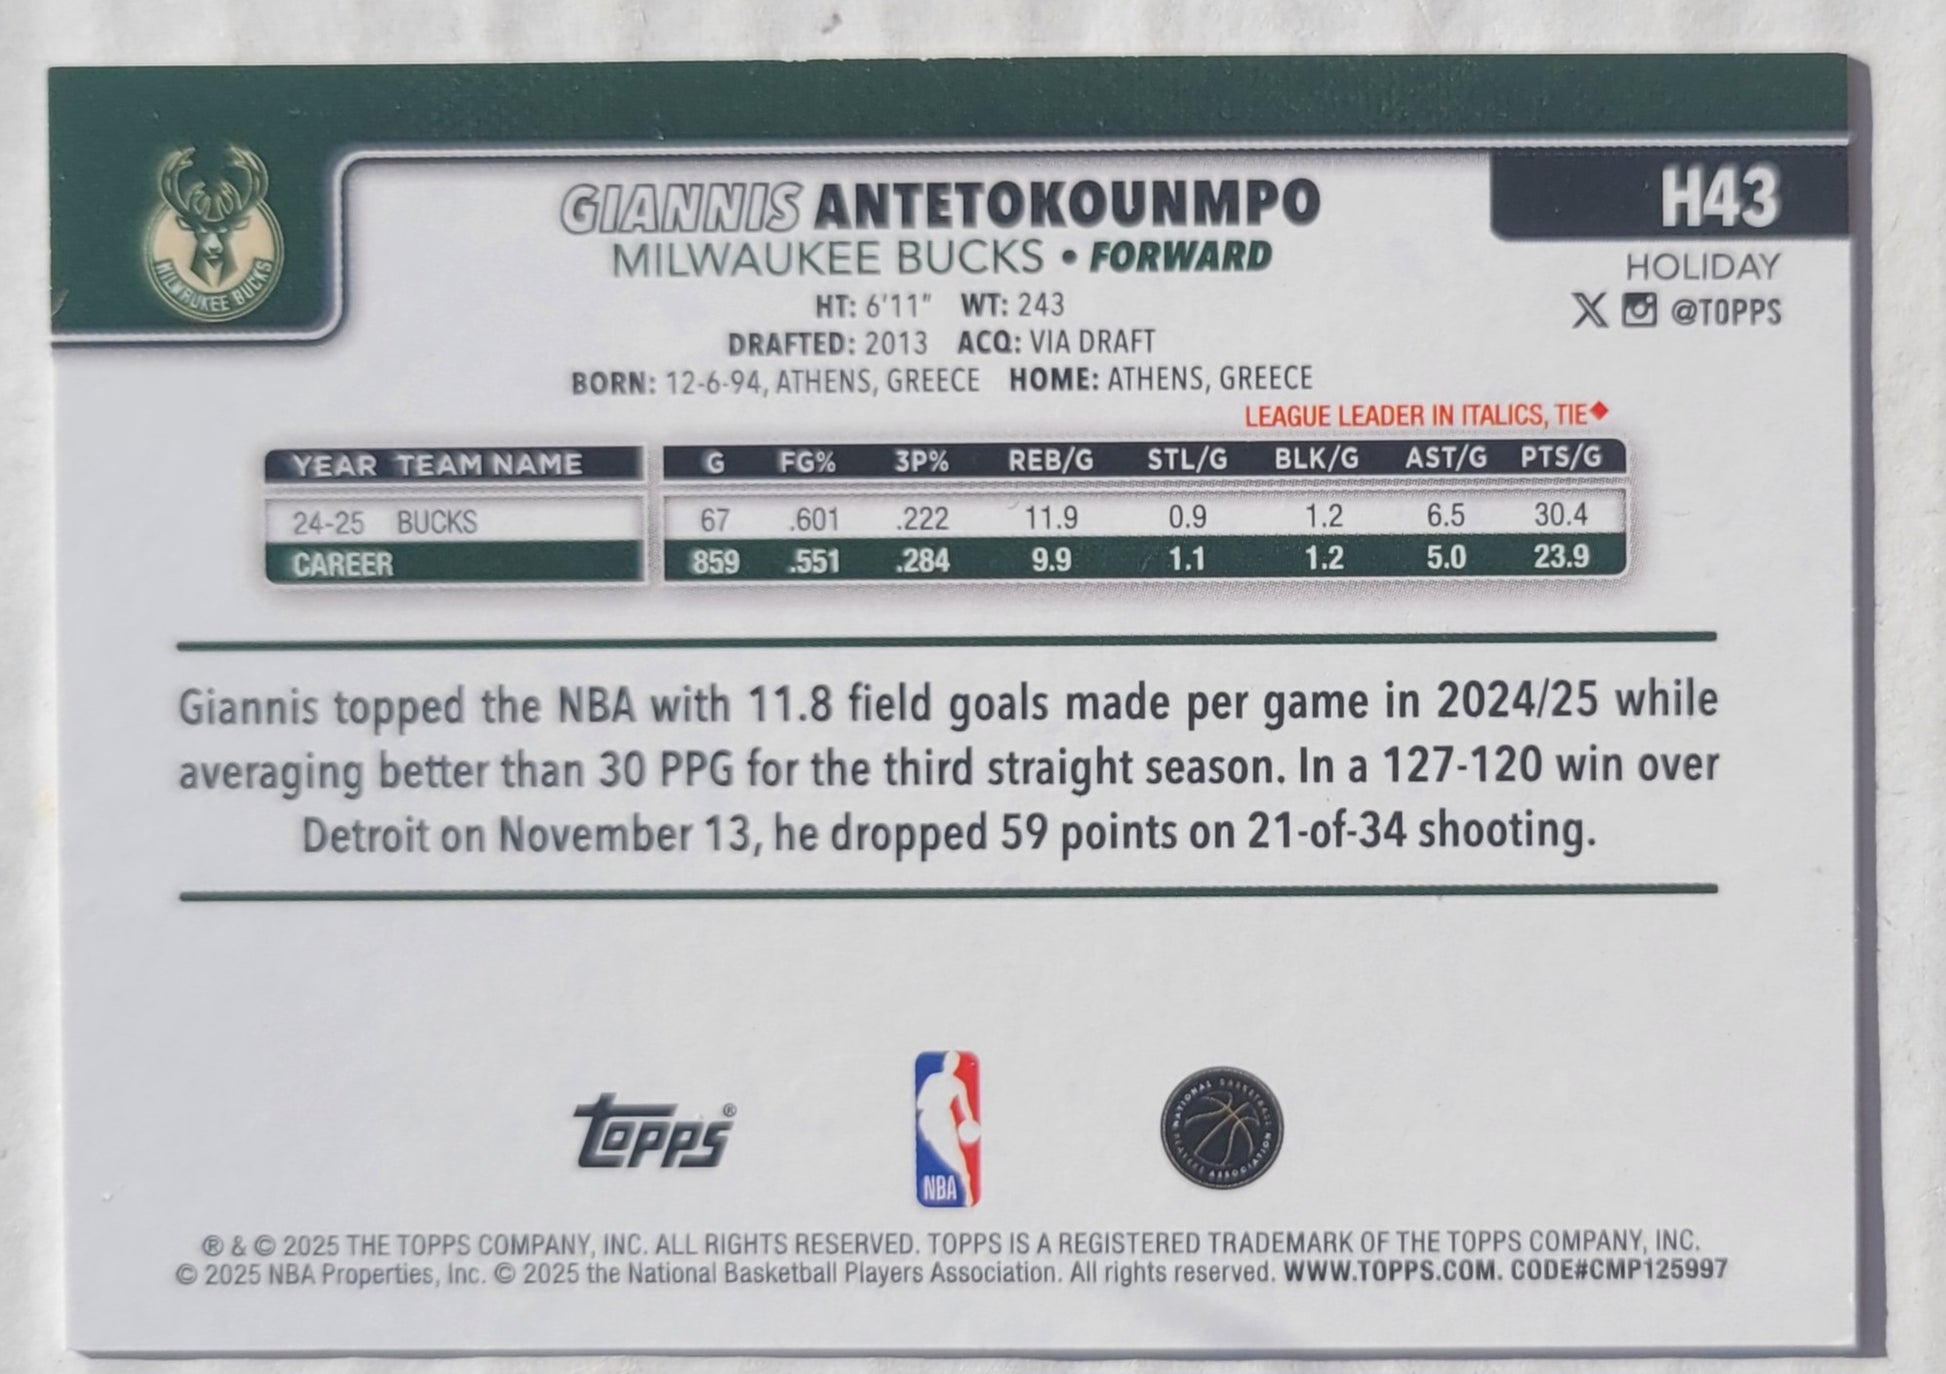 H43
GIANNIS ANTETOKOUNMPO
MILWAUKEE BUCKS • FORWARD
HOLIDAY
HT: 6'11" WT: 243
X @TOPPS
DRAFTED: 2013 ACQ: VIA DRAFT
BORN: 12-6-94, ATHENS, GREECE HOME: ATHENS, GREECE
MILWAUKEE BUCKS
LEAGUE LEADER IN ITALICS, TIE◆
YEAR TEAM NAME G FG% 3P% REB/G STL/G BLK/G AST/G PTS/G
24-25 BUCKS 67 .601 .222 11.9 0.9 1.2 6.5 30.4
CAREER 859 .551 .284 9.9 1.1 1.2 5.0 23.9
Giannis topped the NBA with 11.8 field goals made per game in 2024/25 while
averaging better than 30 PPG for the third straight season. In a 127-120 win over
Detroit on November 13, he dropped 59 points on 21-of-34 shooting.
Topps®
NBA
NATIONAL BASKETBALL PLAYERS ASSOCIATION
® & © 2025 THE TOPPS COMPANY, INC. ALL RIGHTS RESERVED. TOPPS IS A REGISTERED TRADEMARK OF THE TOPPS COMPANY, INC.
© 2025 NBA Properties, Inc. © 2025 the National Basketball Players Association. All rights reserved. WWW.TOPPS.COM. CODE#CMP125997